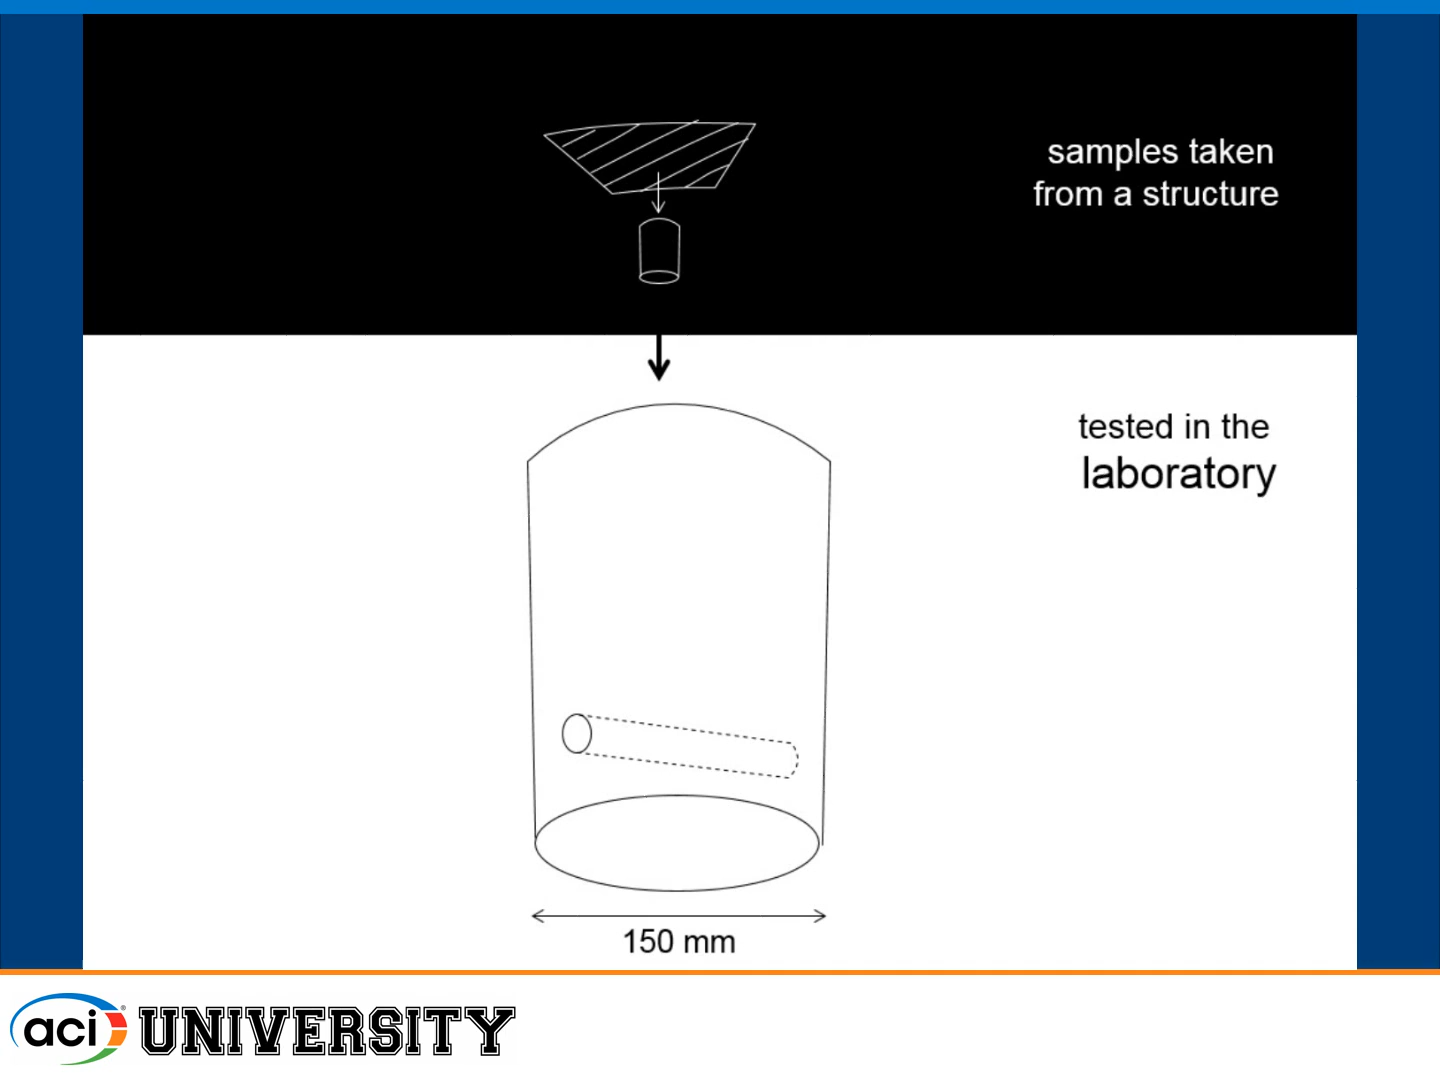 samples taken
from a structure
tested in the
laboratory
150 mm
aci® UNIVERSITY